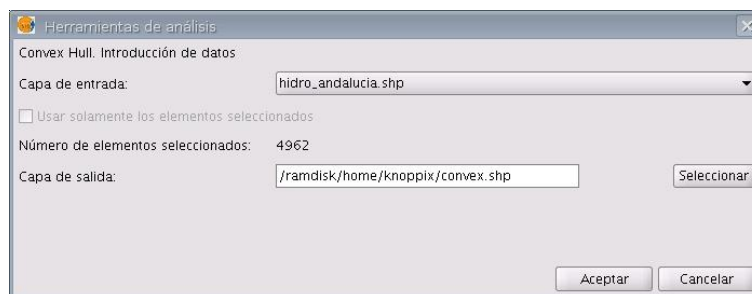 Herramientas de análisis
Convex Hull. Introducción de datos
Capa de entrada: hidro_andalucia.shp
Usar solamente los elementos seleccionados
Número de elementos seleccionados: 4962
Capa de salida: /ramdisk/home/knoppix/convex.shp Seleccionar
Aceptar Cancelar